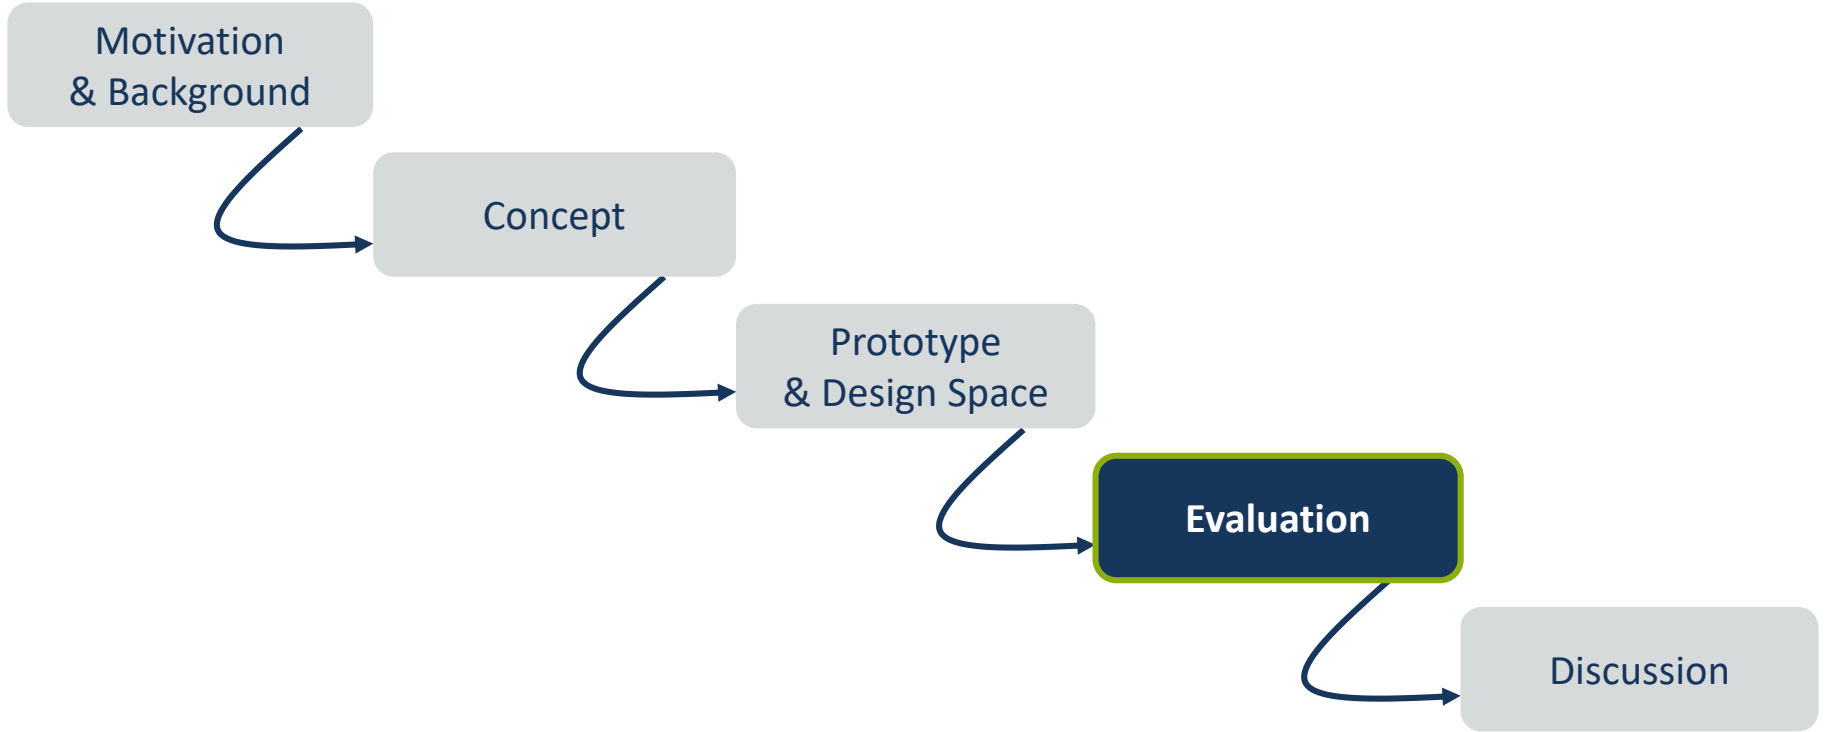 Motivation
& Background
Concept
Prototype
& Design Space
Evaluation
Discussion